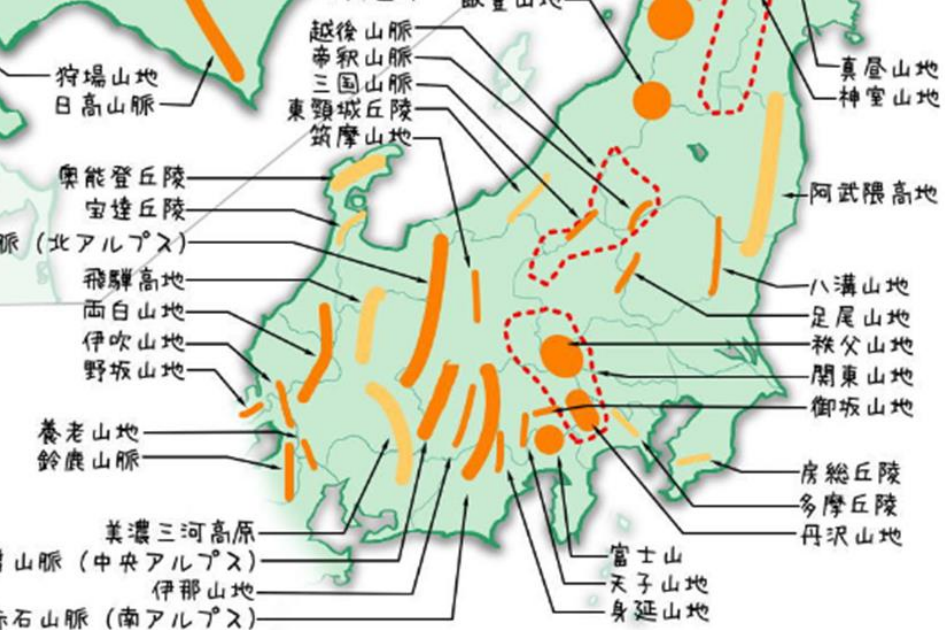 狩場山地
日高山脈
越後山脈
帝釈山脈
三国山脈
東頸城丘陵
筑摩山地
真昼山地
神室山地
奥能登丘陵
宝達丘陵
脈 (北アルプス)
飛騨高地
両白山地
伊吹山地
野坂山地
養老山地
鈴鹿山脈
阿武隈高地
八溝山地
足尾山地
秩父山地
関東山地
御坂山地
房総丘陵
多摩丘陵
丹沢山地
美濃三河高原
山脈 (中央アルプス)
伊那山地
石山脈 (南アルプス)
富士山
天子山地
身延山地